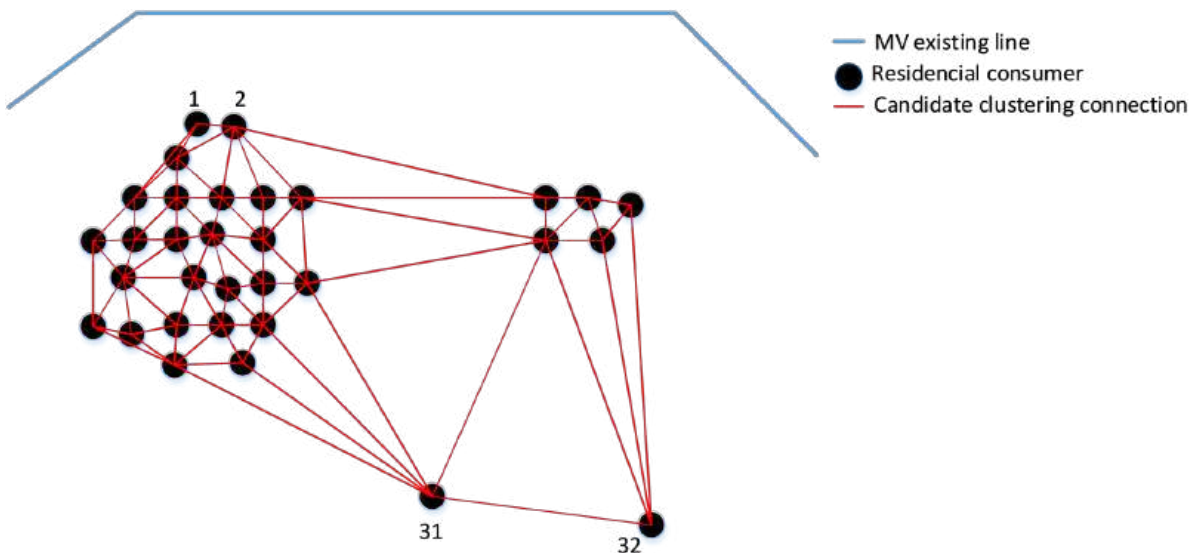 MV existing line
Residencial consumer
Candidate clustering connection
1 2
31
32